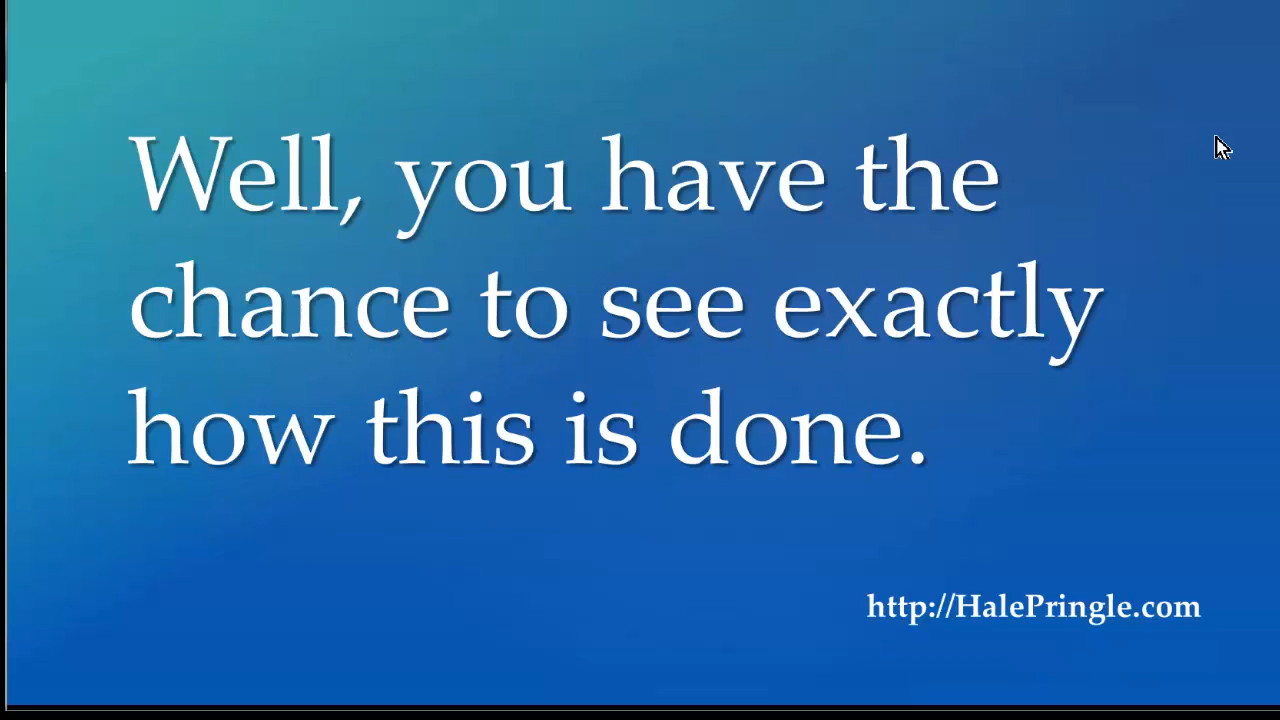 Well, you have the
chance to see exactly
how this is done.
http://HalePringle.com